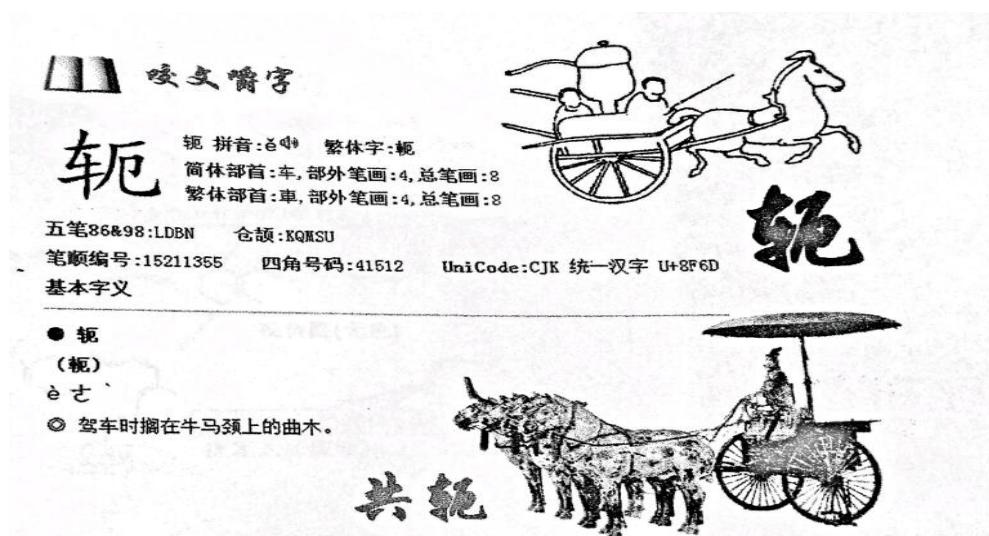 咬文嚼字
轭
轭 拼音:è 繁体字:軛
简体部首:车,部外笔画:4,总笔画:8
繁体部首:車,部外笔画:4,总笔画:8
五笔86&98:LDBN 仓颉:KQMSU
笔顺编号:15211355 四角号码:41512 UniCode:CJK 统一汉字 U+8F6D
基本字义
轭
● 轭
(軛)
è ㄜˋ
◎ 驾车时搁在牛马颈上的曲木。
共轭